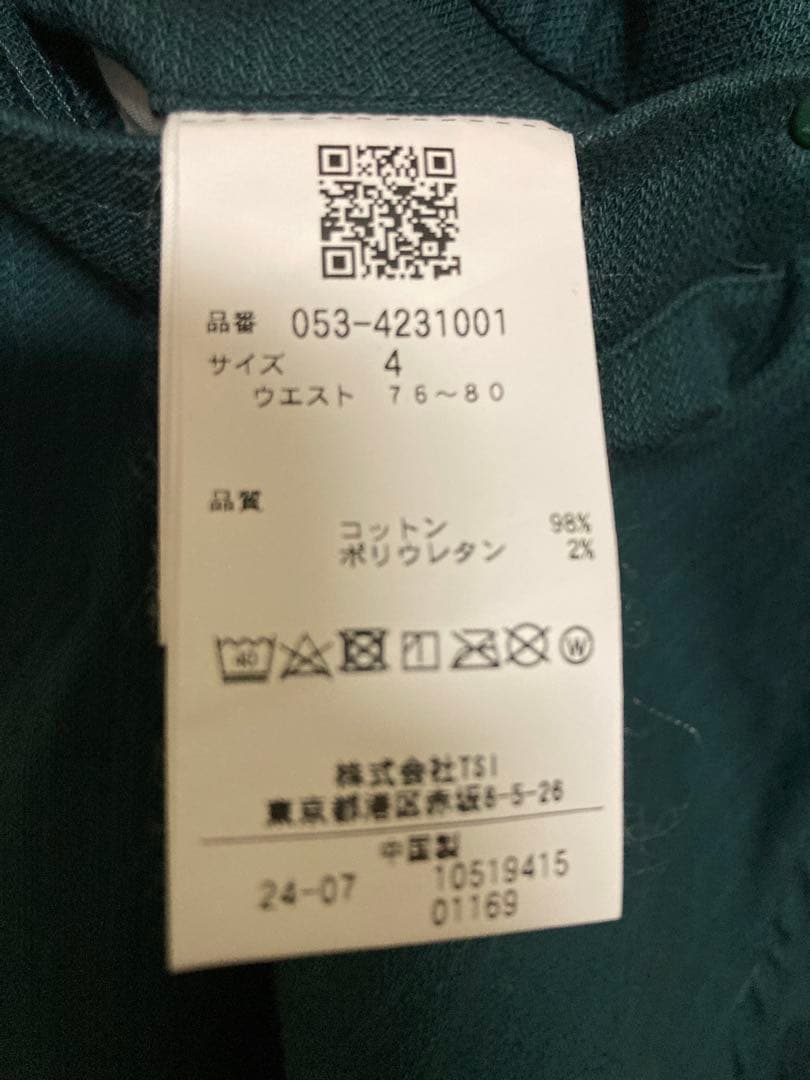 品番 053-4231001
サイズ 4
ウエスト 76～80
品質
コットン 98%
ポリウレタン 2%
40 W
株式会社TSI
東京都港区赤坂8-5-26
中国製
24-07 10519415
01169